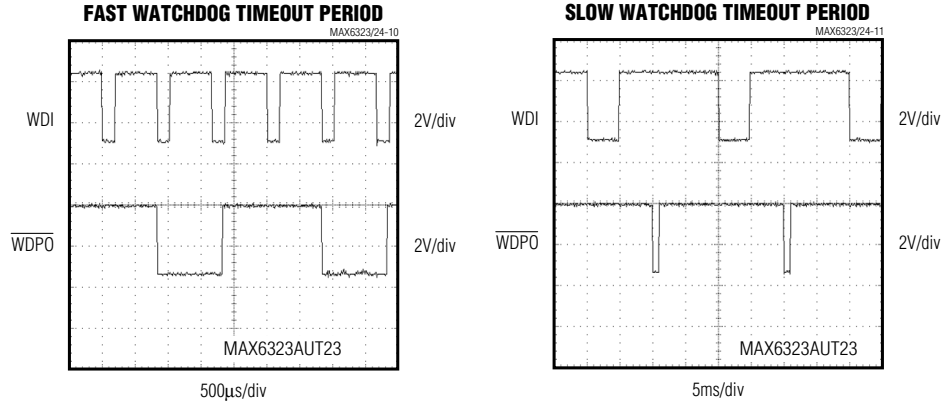 FAST WATCHDOG TIMEOUT PERIOD
MAX6323/24-10
WDI
2V/div
WDPO
2V/div
MAX6323AUT23
500µs/div
SLOW WATCHDOG TIMEOUT PERIOD
MAX6323/24-11
WDI
2V/div
WDPO
2V/div
MAX6323AUT23
5ms/div